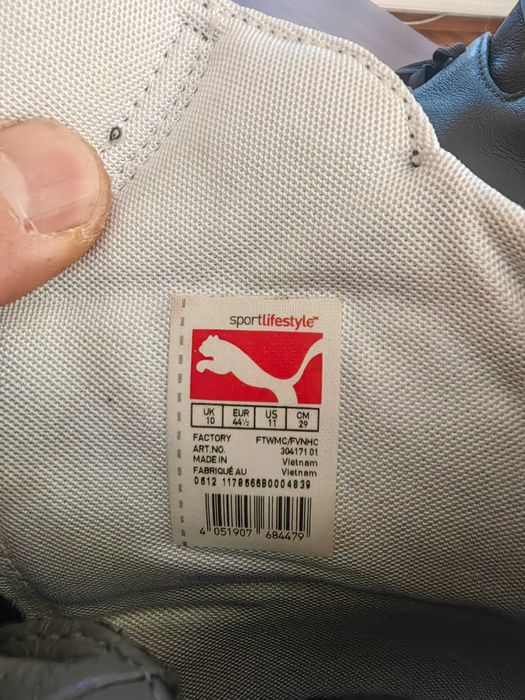 sportlifestyle™
UK EUR US CM
10 44½ 11 29
FACTORY FTWMC/FVNHC
ART.NO. 304171 01
MADE IN Vietnam
FABRIQUÉ AU Vietnam
0612 1178666B0004839
4 051907 684479